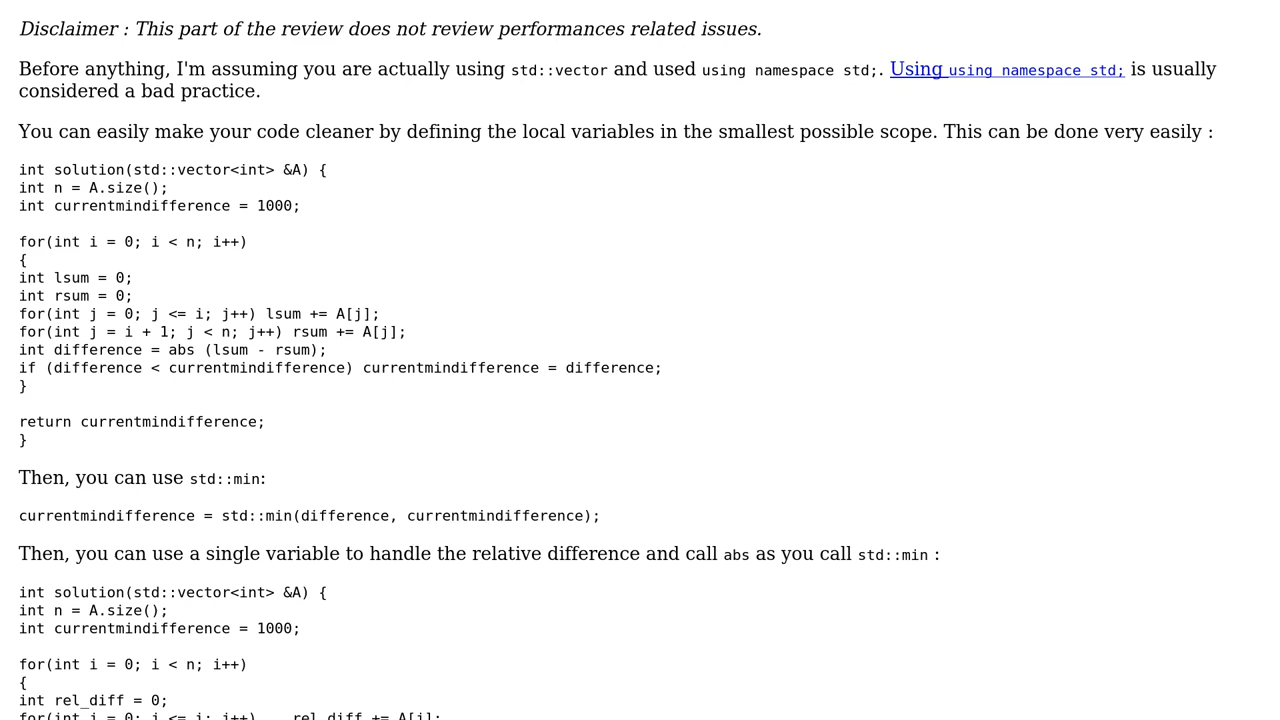 Disclaimer : This part of the review does not review performances related issues.
Before anything, I'm assuming you are actually using std::vector and used using namespace std;. Using using namespace std; is usually
considered a bad practice.
You can easily make your code cleaner by defining the local variables in the smallest possible scope. This can be done very easily :
int solution(std::vector<int> &A) {
int n = A.size();
int currentmindifference = 1000;
for(int i = 0; i < n; i++)
{
int lsum = 0;
int rsum = 0;
for(int j = 0; j <= i; j++) lsum += A[j];
for(int j = i + 1; j < n; j++) rsum += A[j];
int difference = abs (lsum - rsum);
if (difference < currentmindifference) currentmindifference = difference;
}
return currentmindifference;
}
Then, you can use std::min:
currentmindifference = std::min(difference, currentmindifference);
Then, you can use a single variable to handle the relative difference and call abs as you call std::min :
int solution(std::vector<int> &A) {
int n = A.size();
int currentmindifference = 1000;
for(int i = 0; i < n; i++)
{
int rel_diff = 0;
for(int j = 0; j <= i; j++)    rel_diff += A[j];